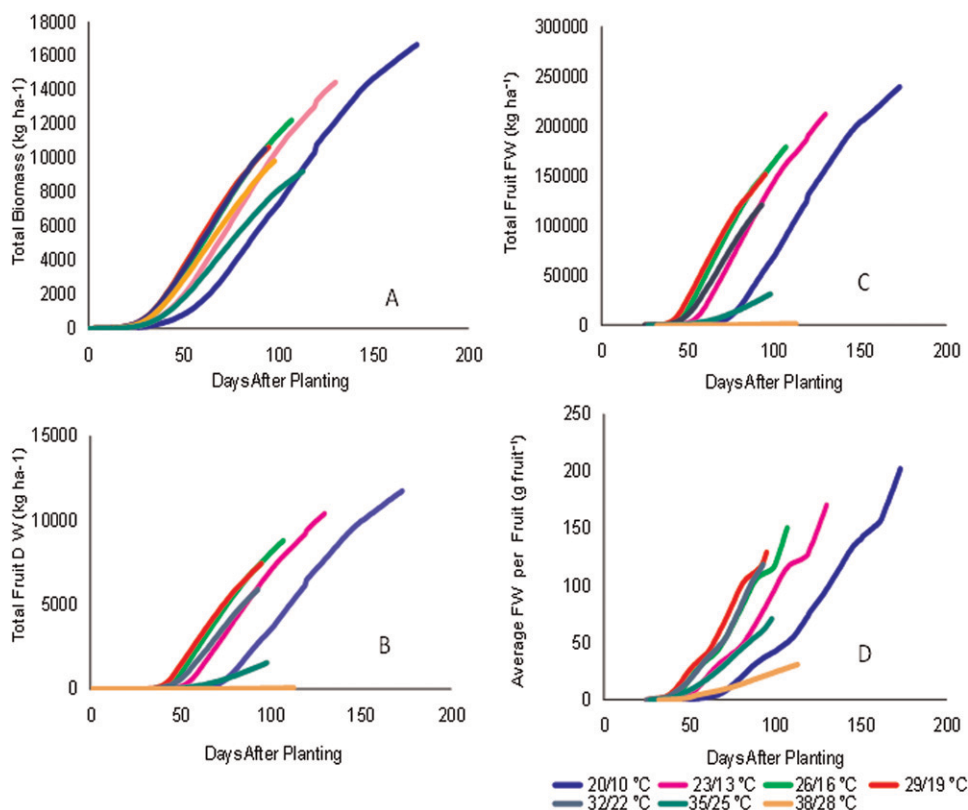 18000
16000
14000
12000
10000
8000
6000
4000
2000
0
Total Biomass (kg ha-1)
A
0 50 100 150 200
Days After Planting
300000
250000
200000
150000
100000
50000
0
Total Fruit FW (kg ha⁻¹)
C
0 50 100 150 200
Days After Planting
15000
10000
5000
0
Total Fruit D W (kg ha-1)
B
0 50 100 150 200
Days After Planting
250
200
150
100
50
0
Average FW per Fruit (g fruit⁻¹)
D
0 50 100 150 200
Days After Planting
20/10 °C 23/13 °C 26/16 °C 29/19 °C
32/22 °C 35/25 °C 38/28 °C